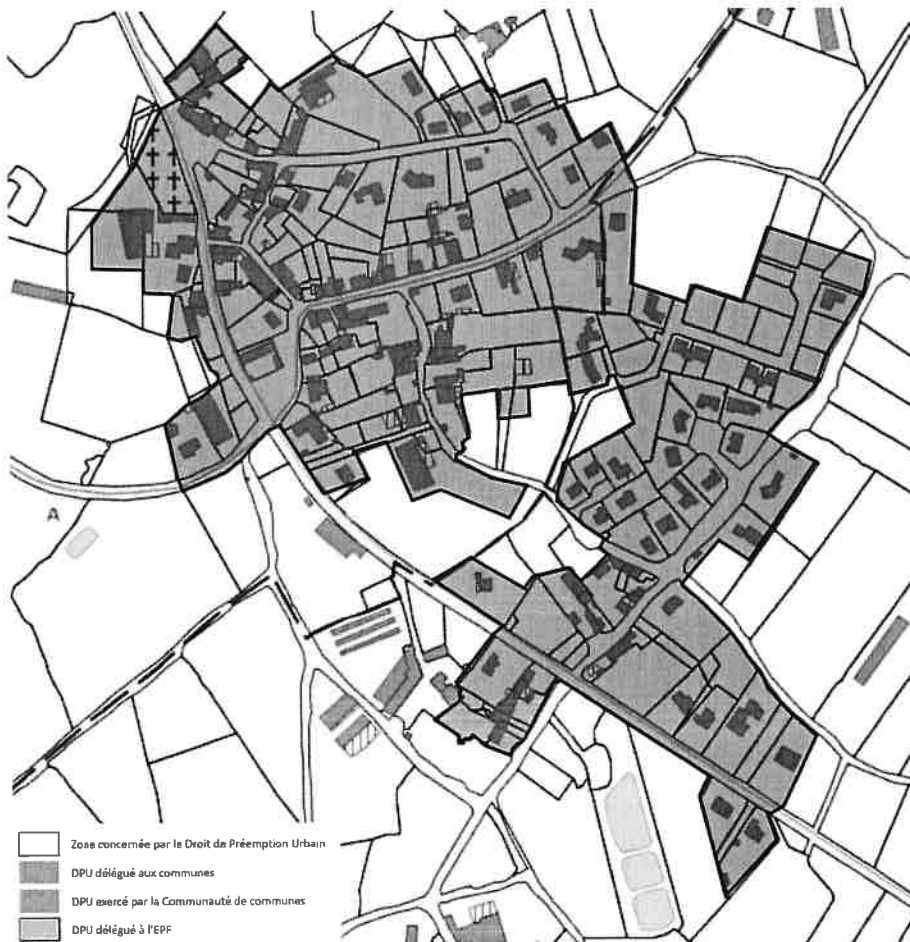 A
Zone concernée par le Droit de Préemption Urbain
DPU délégué aux communes
DPU exercé par la Communauté de communes
DPU délégué à l'EPF